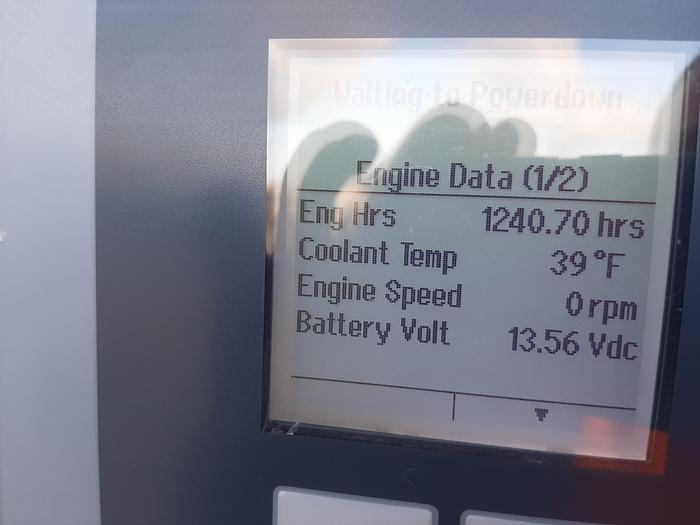 Waiting to Powerdown
Engine Data (1/2)
Eng Hrs 1240.70 hrs
Coolant Temp 39 °F
Engine Speed 0 rpm
Battery Volt 13.56 Vdc